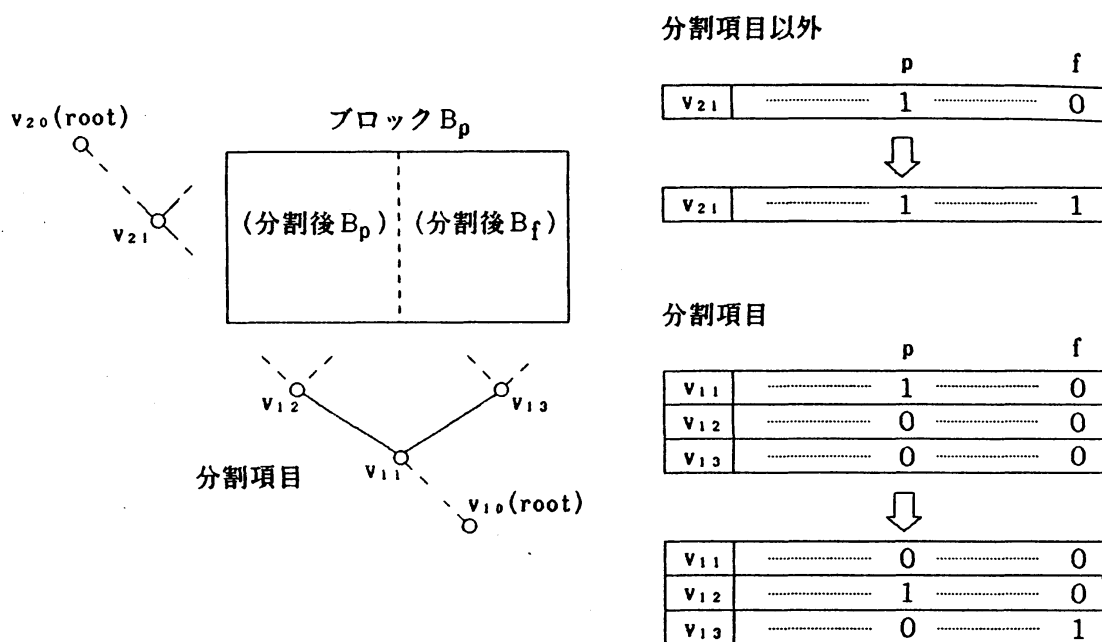 v₂₀(root)
v₂₁
ブロックBp
(分割後Bp)
(分割後Bf)
v₁₂
v₁₃
v₁₁
分割項目
v₁₀(root)
分割項目以外
p f
v₂₁ 1 0
v₂₁ 1 1
分割項目
p f
v₁₁ 1 0
v₁₂ 0 0
v₁₃ 0 0
v₁₁ 0 0
v₁₂ 1 0
v₁₃ 0 1